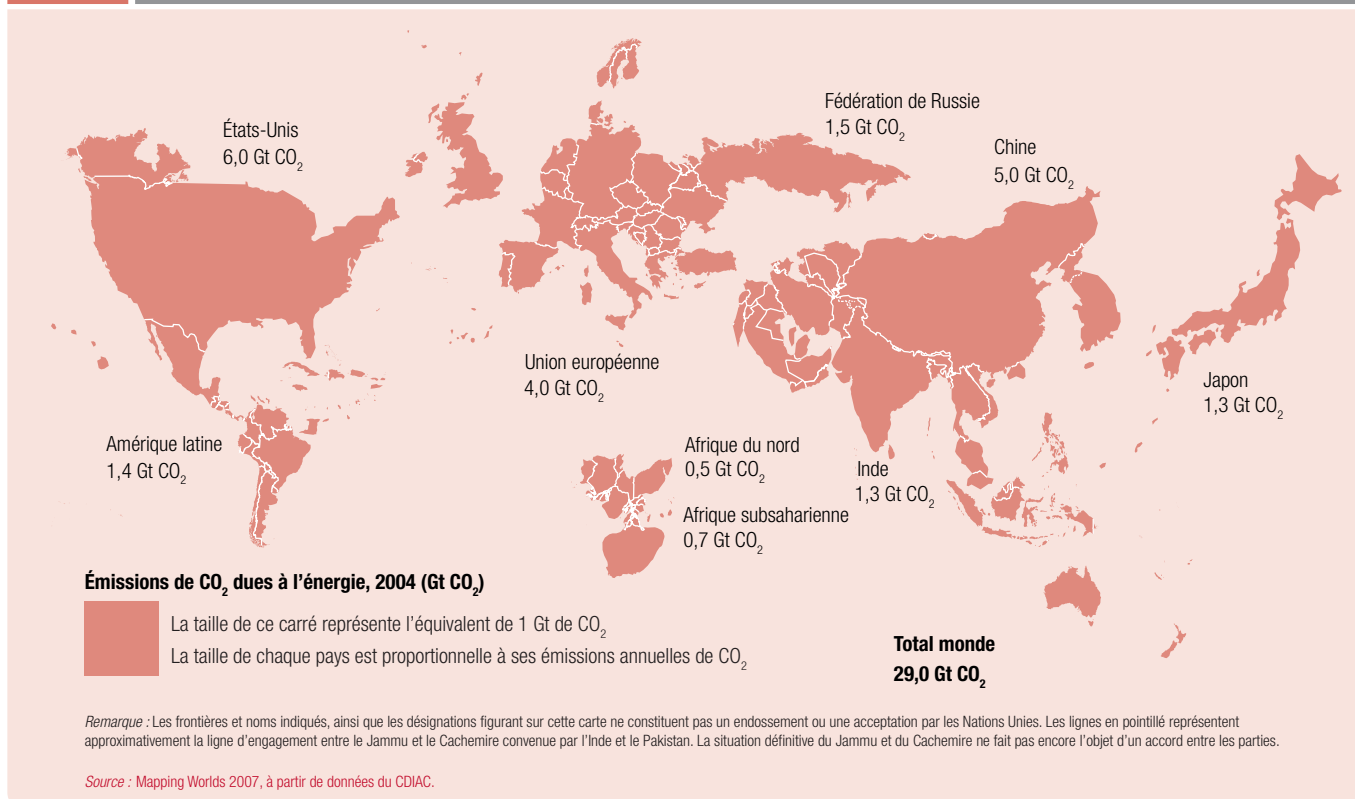 États-Unis
6,0 Gt CO₂
Fédération de Russie
1,5 Gt CO₂
Chine
5,0 Gt CO₂
Union européenne
4,0 Gt CO₂
Japon
1,3 Gt CO₂
Amérique latine
1,4 Gt CO₂
Afrique du nord
0,5 Gt CO₂
Inde
1,3 Gt CO₂
Afrique subsaharienne
0,7 Gt CO₂
Émissions de CO₂ dues à l’énergie, 2004 (Gt CO₂)
La taille de ce carré représente l’équivalent de 1 Gt de CO₂
La taille de chaque pays est proportionnelle à ses émissions annuelles de CO₂
Total monde
29,0 Gt CO₂
Remarque : Les frontières et noms indiqués, ainsi que les désignations figurant sur cette carte ne constituent pas un endossement ou une acceptation par les Nations Unies. Les lignes en pointillé représentent
approximativement la ligne d’engagement entre le Jammu et le Cachemire convenue par l’Inde et le Pakistan. La situation définitive du Jammu et du Cachemire ne fait pas encore l’objet d’un accord entre les parties.
Source : Mapping Worlds 2007, à partir de données du CDIAC.